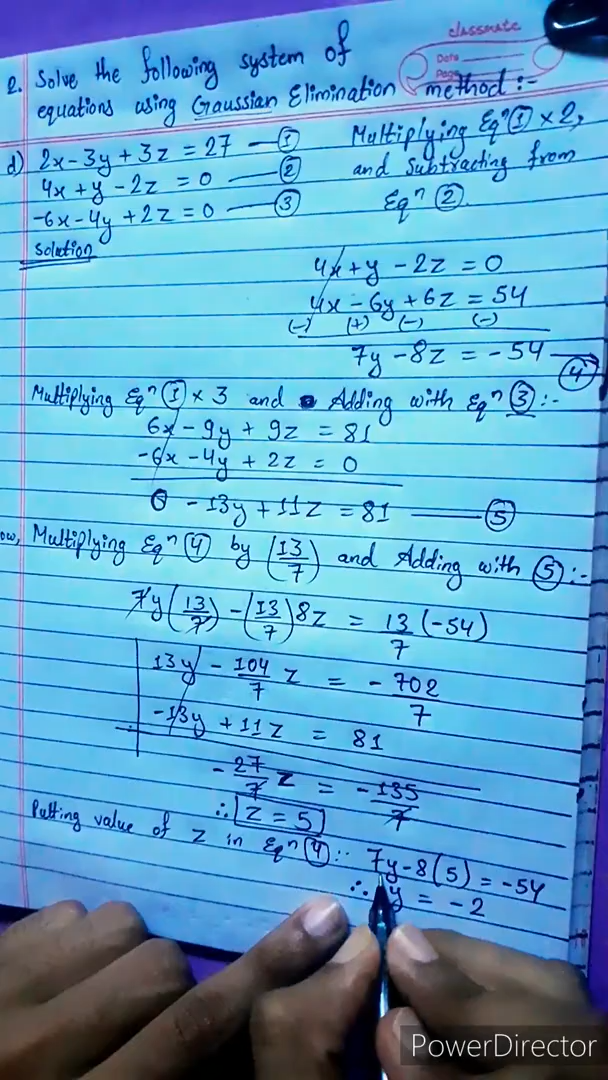 classmate
Date
Page
2. Solve the following system of
equations using Gaussian Elimination method :-
d) 2x - 3y + 3z = 27 — ①
4x + y - 2z = 0 — ②
-6x - 4y + 2z = 0 — ③
Solution
Multiplying Eqⁿ ① × 2,
and Subtracting from
Eqⁿ ②.
4x + y - 2z = 0
4x - 6y + 6z = 54
(-) (+) (-) (-)
7y - 8z = -54 — ④
Multiplying Eqⁿ ① × 3 and Adding with Eqⁿ ③ :-
6x - 9y + 9z = 81
-6x - 4y + 2z = 0
0 - 13y + 11z = 81 — ⑤
ow, Multiplying Eqⁿ ④ by (13/7) and Adding with ⑤ :-
7y(13/7) - (13/7)8z = 13/7 (-54)
13y - 104/7 z = - 702/7
-13y + 11z = 81
- 27/7 z = - 135/7
∴ z = 5
Putting value of z in Eqⁿ ④ :- 7y - 8(5) = -54
∴ y = -2
PowerDirector